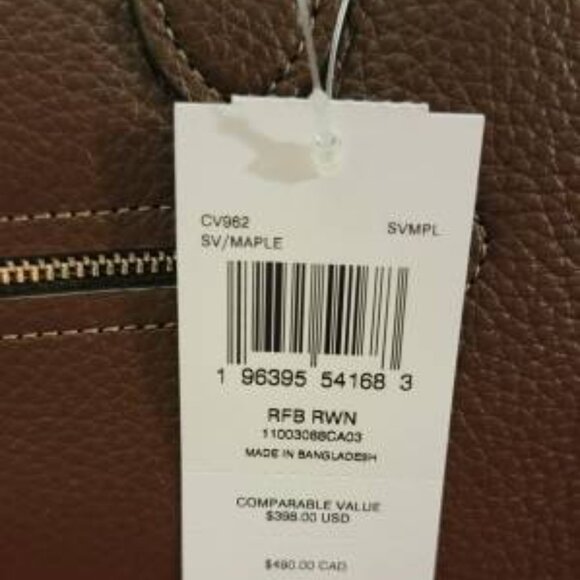 CV962
SVMPL
SV/MAPLE
1 96395 54168 3
RFB RWN
11003088CA03
MADE IN BANGLADESH
COMPARABLE VALUE
$398.00 USD
$490.00 CAD